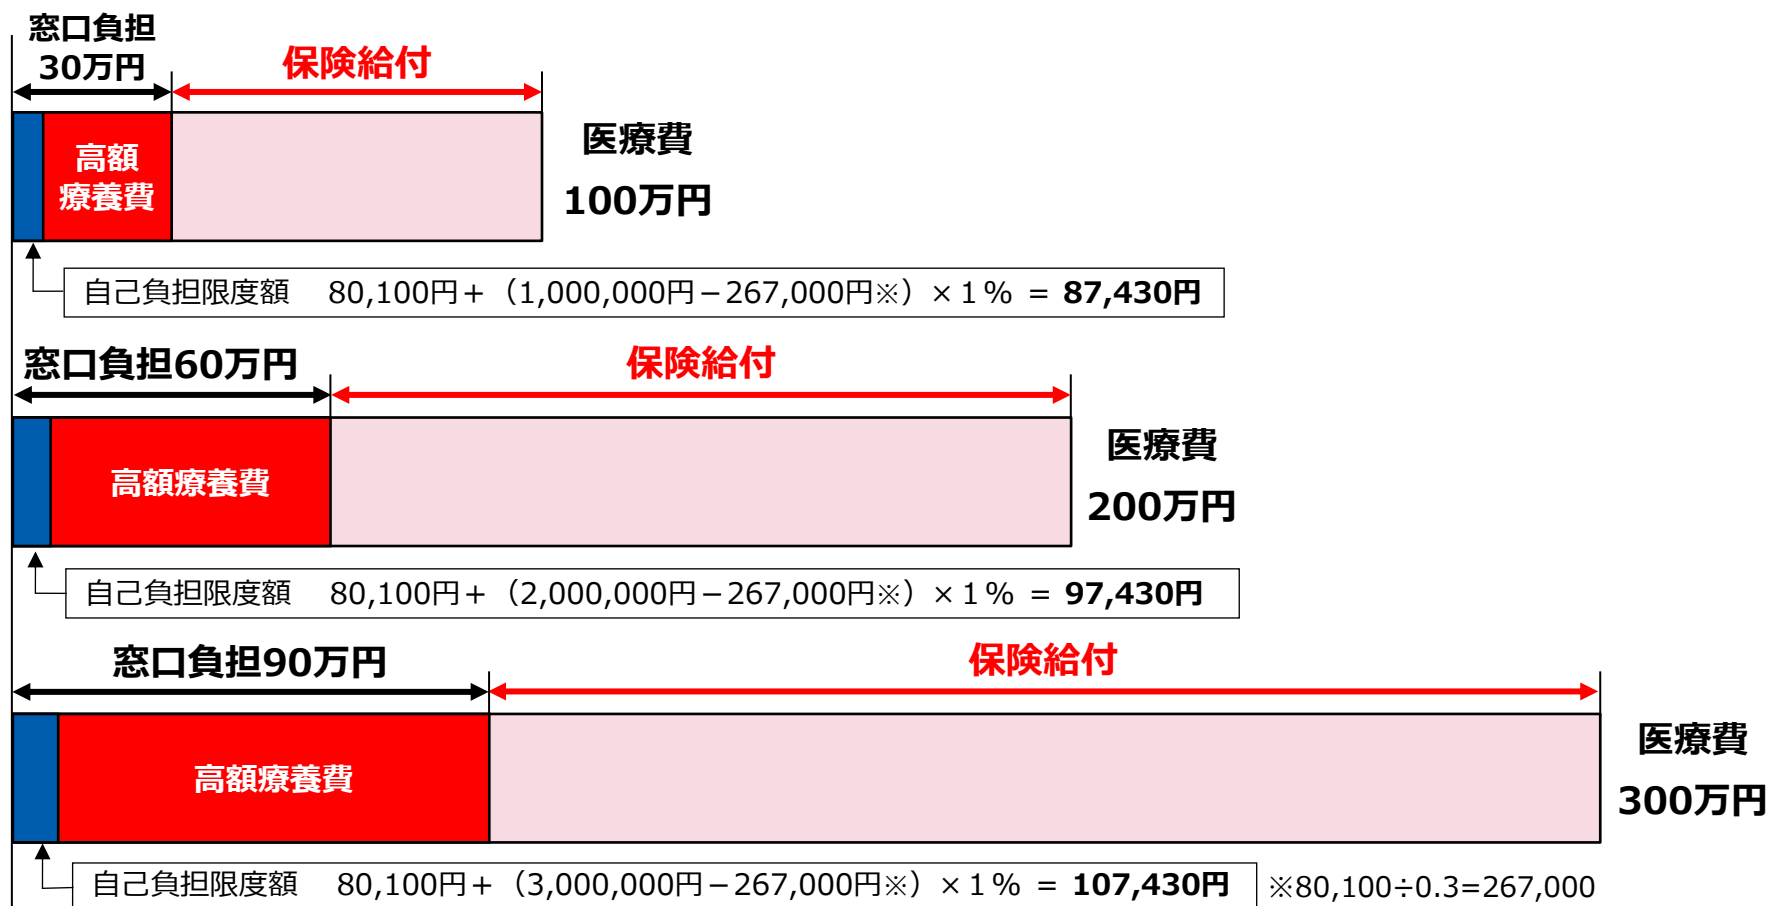 窓口負担
30万円
保険給付
高額
療養費
医療費
100万円
自己負担限度額　80,100円＋（1,000,000円－267,000円※）×１％ = 87,430円
窓口負担60万円
保険給付
高額療養費
医療費
200万円
自己負担限度額　80,100円＋（2,000,000円－267,000円※）×１％ = 97,430円
窓口負担90万円
保険給付
高額療養費
医療費
300万円
自己負担限度額　80,100円＋（3,000,000円－267,000円※）×１％ = 107,430円
※80,100÷0.3=267,000